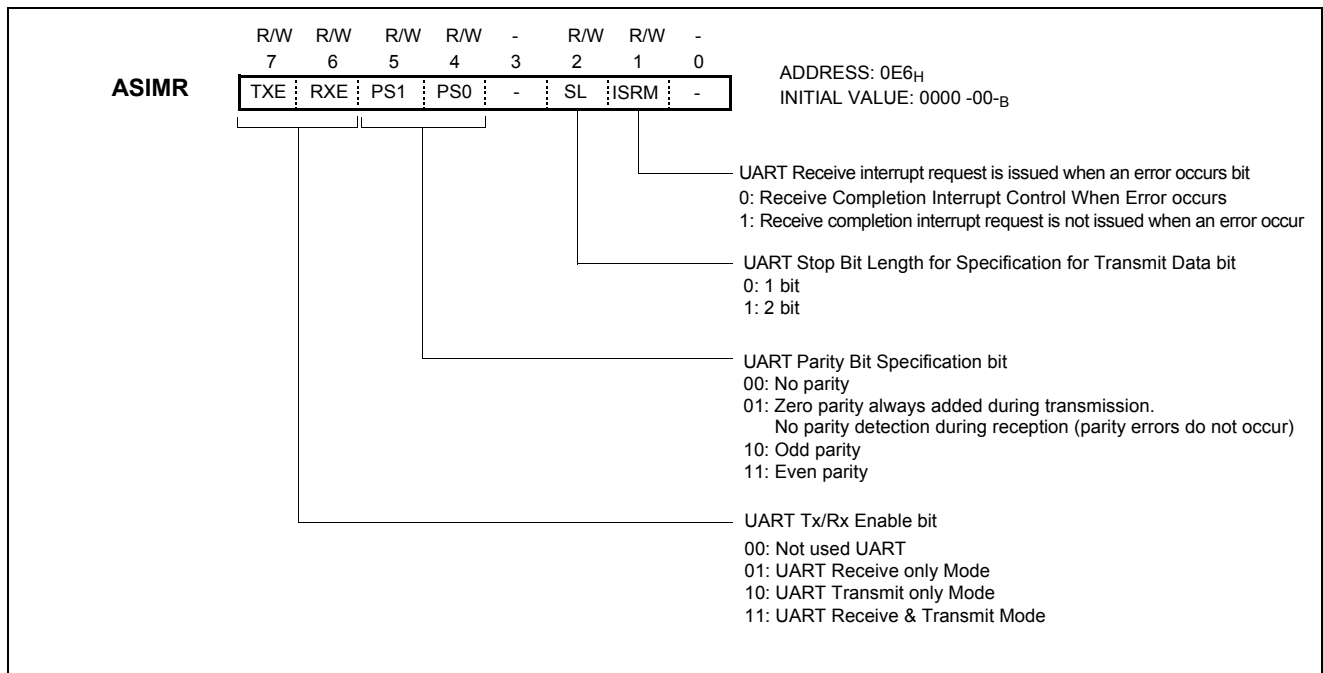 R/W R/W R/W R/W - R/W R/W -
7 6 5 4 3 2 1 0
ASIMR TXE RXE PS1 PS0 - SL ISRM -
ADDRESS: 0E6H
INITIAL VALUE: 0000 -00-B
UART Receive interrupt request is issued when an error occurs bit
0: Receive Completion Interrupt Control When Error occurs
1: Receive completion interrupt request is not issued when an error occur
UART Stop Bit Length for Specification for Transmit Data bit
0: 1 bit
1: 2 bit
UART Parity Bit Specification bit
00: No parity
01: Zero parity always added during transmission.
No parity detection during reception (parity errors do not occur)
10: Odd parity
11: Even parity
UART Tx/Rx Enable bit
00: Not used UART
01: UART Receive only Mode
10: UART Transmit only Mode
11: UART Receive & Transmit Mode